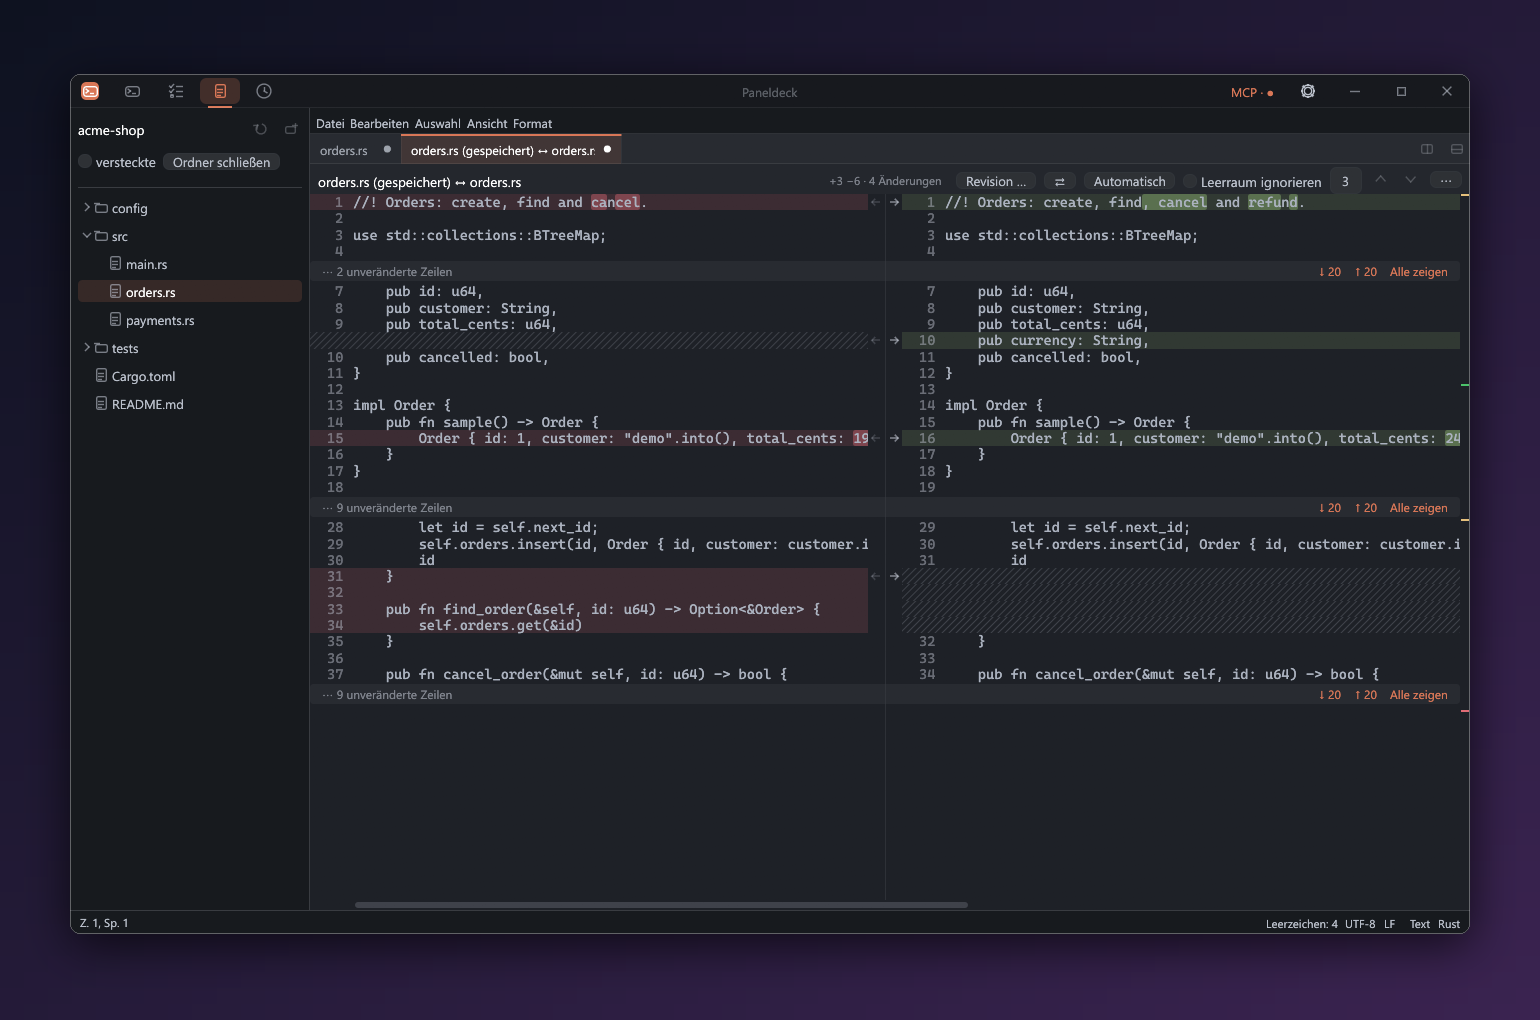 Paneldeck
MCP
acme-shop
versteckte Ordner schließen
config
src
main.rs
orders.rs
payments.rs
tests
Cargo.toml
README.md
Datei Bearbeiten Auswahl Ansicht Format
orders.rs
orders.rs (gespeichert) ↔ orders.r
orders.rs (gespeichert) ↔ orders.rs
+3 −6 · 4 Änderungen Revision ... ⇄ Automatisch Leerraum ignorieren 3 ...
1 //! Orders: create, find and cancel.
2
3 use std::collections::BTreeMap;
4
··· 2 unveränderte Zeilen
7     pub id: u64,
8     pub customer: String,
9     pub total_cents: u64,
10     pub cancelled: bool,
11 }
12
13 impl Order {
14     pub fn sample() -> Order {
15         Order { id: 1, customer: "demo".into(), total_cents: 19
16     }
17 }
18
··· 9 unveränderte Zeilen
28         let id = self.next_id;
29         self.orders.insert(id, Order { id, customer: customer.i
30         id
31     }
32
33     pub fn find_order(&self, id: u64) -> Option<&Order> {
34         self.orders.get(&id)
35     }
36
37     pub fn cancel_order(&mut self, id: u64) -> bool {
··· 9 unveränderte Zeilen
1 //! Orders: create, find, cancel and refund.
2
3 use std::collections::BTreeMap;
4
↓20 ↑20 Alle zeigen
7     pub id: u64,
8     pub customer: String,
9     pub total_cents: u64,
10     pub currency: String,
11     pub cancelled: bool,
12 }
13
14 impl Order {
15     pub fn sample() -> Order {
16         Order { id: 1, customer: "demo".into(), total_cents: 24
17     }
18 }
19
↓20 ↑20 Alle zeigen
29         let id = self.next_id;
30         self.orders.insert(id, Order { id, customer: customer.i
31         id
32     }
33
34     pub fn cancel_order(&mut self, id: u64) -> bool {
↓20 ↑20 Alle zeigen
Z. 1, Sp. 1
Leerzeichen: 4 UTF-8 LF Text Rust